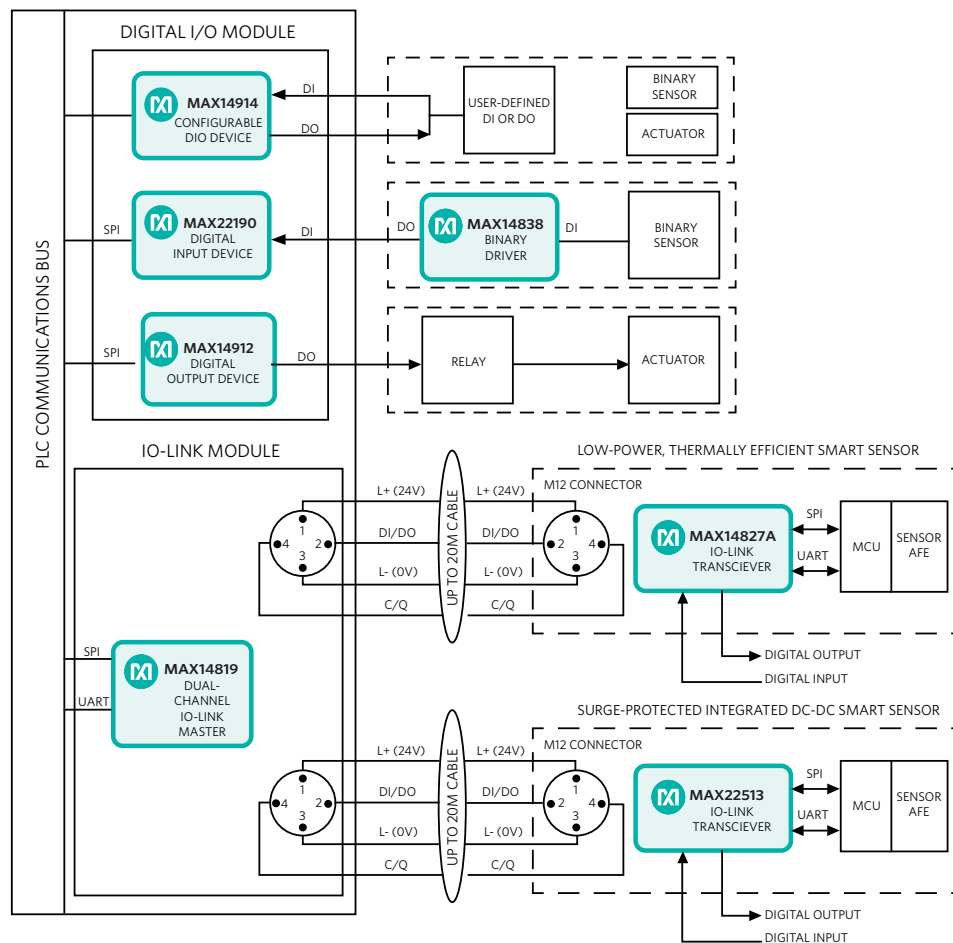 DIGITAL I/O MODULE
PLC COMMUNICATIONS BUS
MAX14914
CONFIGURABLE
DIO DEVICE
DI
DO
USER-DEFINED
DI OR DO
BINARY
SENSOR
ACTUATOR
SPI
MAX22190
DIGITAL
INPUT DEVICE
DI
DO
MAX14838
BINARY
DRIVER
DI
BINARY
SENSOR
SPI
MAX14912
DIGITAL
OUTPUT DEVICE
DO
RELAY
ACTUATOR
IO-LINK MODULE
LOW-POWER, THERMALLY EFFICIENT SMART SENSOR
M12 CONNECTOR
L+ (24V)
L+ (24V)
1
4
2
3
DI/DO
DI/DO
L- (0V)
L- (0V)
C/Q
C/Q
UP TO 20M CABLE
1
2
4
3
MAX14827A
IO-LINK
TRANSCIEVER
SPI
UART
MCU
SENSOR
AFE
DIGITAL OUTPUT
DIGITAL INPUT
SPI
UART
MAX14819
DUAL-
CHANNEL
IO-LINK
MASTER
SURGE-PROTECTED INTEGRATED DC-DC SMART SENSOR
M12 CONNECTOR
L+ (24V)
L+ (24V)
1
4
2
3
DI/DO
DI/DO
L- (0V)
L- (0V)
C/Q
C/Q
UP TO 20M CABLE
1
2
4
3
MAX22513
IO-LINK
TRANSCIEVER
SPI
UART
MCU
SENSOR
AFE
DIGITAL OUTPUT
DIGITAL INPUT